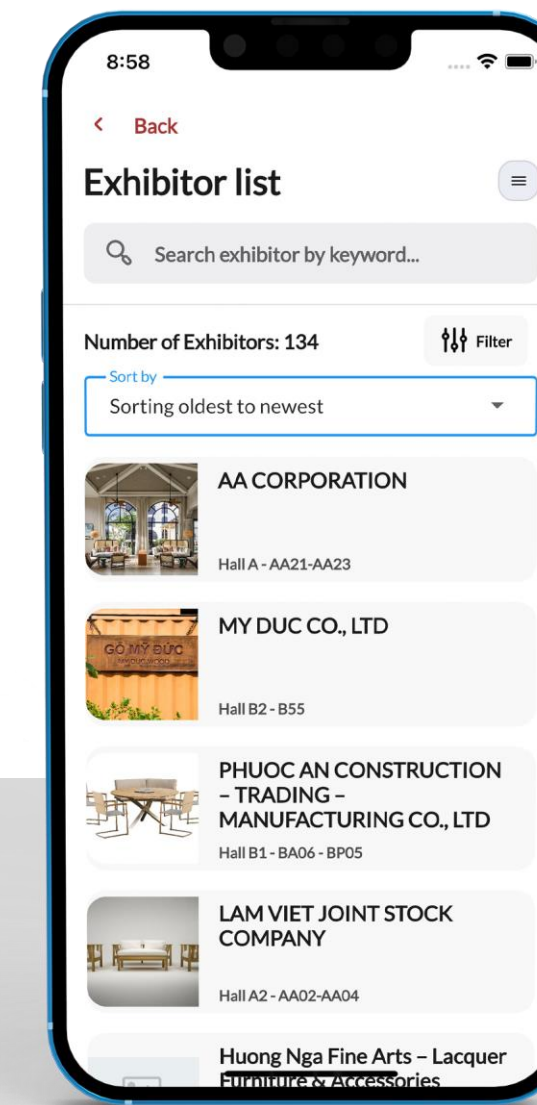 8:58
Back
Exhibitor list
Search exhibitor by keyword...
Number of Exhibitors: 134
Filter
Sort by
Sorting oldest to newest
AA CORPORATION
Hall A - AA21-AA23
MY DUC CO., LTD
GỖ MỸ ĐỨC
MY DUC WOOD
Hall B2 - B55
PHUOC AN CONSTRUCTION
– TRADING –
MANUFACTURING CO., LTD
Hall B1 - BA06 - BP05
LAM VIET JOINT STOCK
COMPANY
Hall A2 - AA02-AA04
Huong Nga Fine Arts – Lacquer
Furniture & Accessories